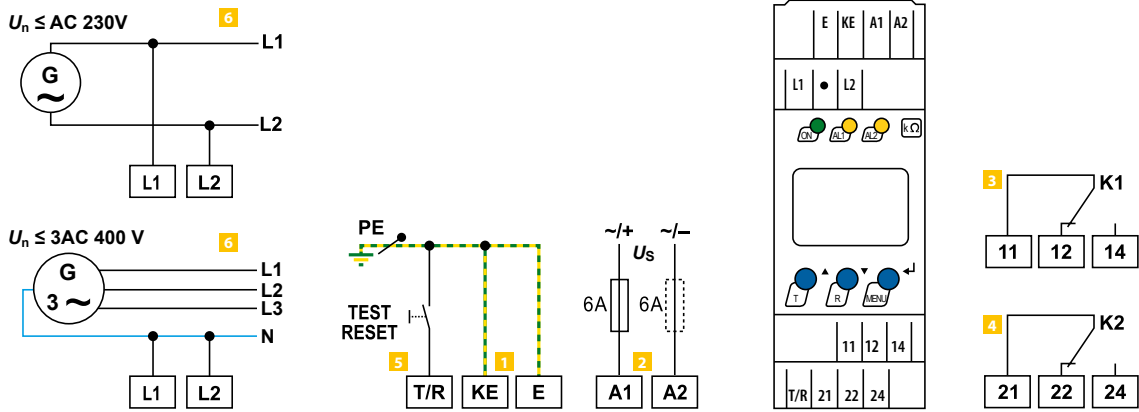 Un ≤ AC 230V
6
G
~
L1
L2
L1 L2
Un ≤ 3AC 400 V
6
G
3 ~
L1
L2
L3
N
L1 L2
PE
TEST
RESET
5
1
T/R KE E
~/+ ~/–
US
6A 6A
2
A1 A2
E KE A1 A2
L1 • L2
ON AL1 AL2 kΩ
T ▲ R ▼ MENU ↵
11 12 14
T/R 21 22 24
3
K1
11 12 14
4
K2
21 22 24